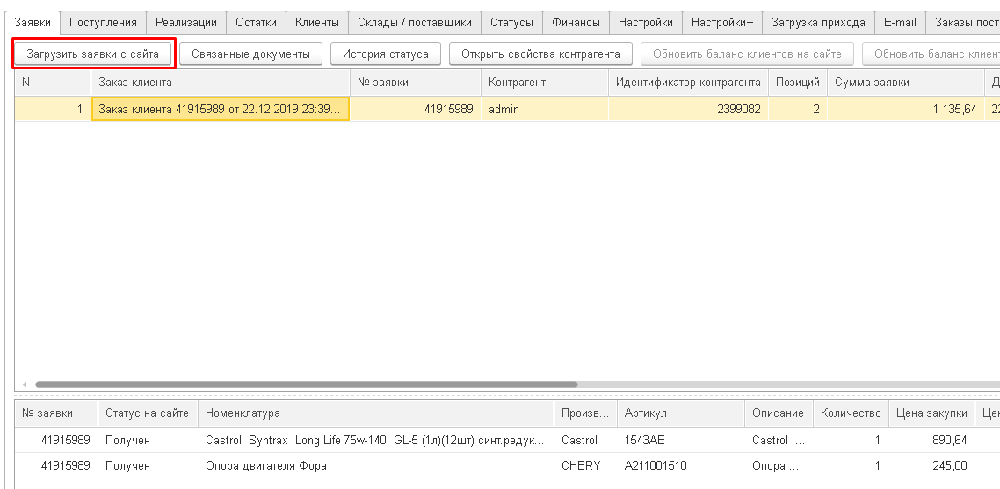 Заявки Поступления Реализации Остатки Клиенты Склады / поставщики Статусы Финансы Настройки Настройки+ Загрузка прихода E-mail Заказы пост
Загрузить заявки с сайта Связанные документы История статуса Открыть свойства контрагента Обновить баланс клиентов на сайте Обновить баланс клиен
N Заказ клиента № заявки Контрагент Идентификатор контрагента Позиций Сумма заявки Д
1 Заказ клиента 41915989 от 22.12.2019 23:39... 41915989 admin 2399082 2 1 135,64 22
№ заявки Статус на сайте Номенклатура Произв... Артикул Описание Количество Цена закупки Цен
41915989 Получен Castrol Syntrax Long Life 75w-140 GL-5 (1л)(12шт) синт.редук... Castrol 1543AE Castrol ... 1 890,64
41915989 Получен Опора двигателя Фора CHERY A211001510 Опора ... 1 245,00